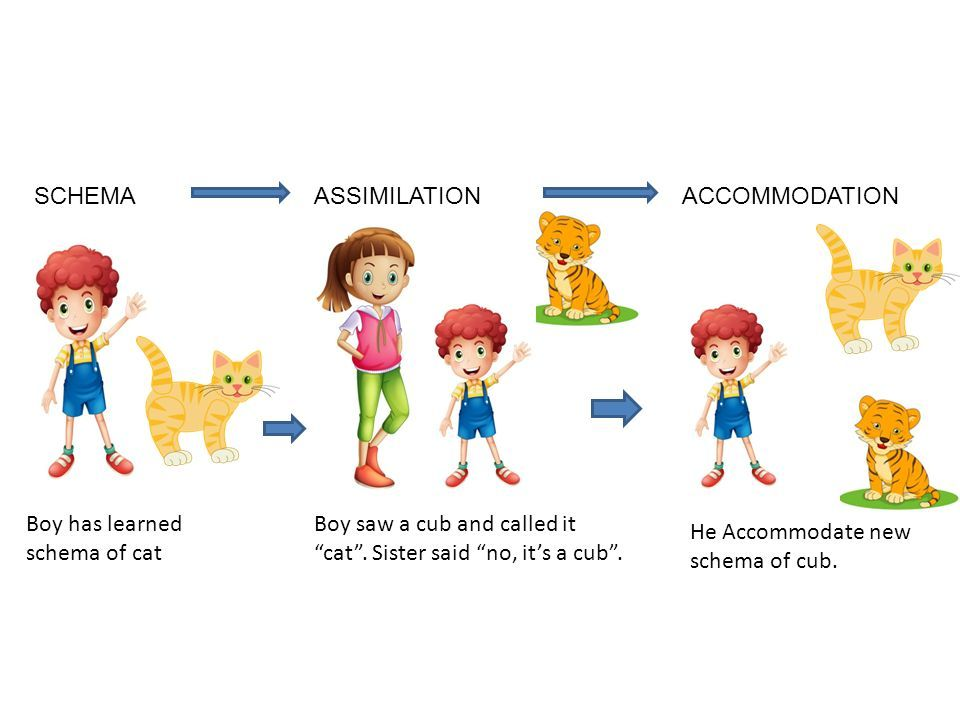 SCHEMA
ASSIMILATION
ACCOMMODATION
Boy has learned
schema of cat
Boy saw a cub and called it
“cat”. Sister said “no, it’s a cub”.
He Accommodate new
schema of cub.